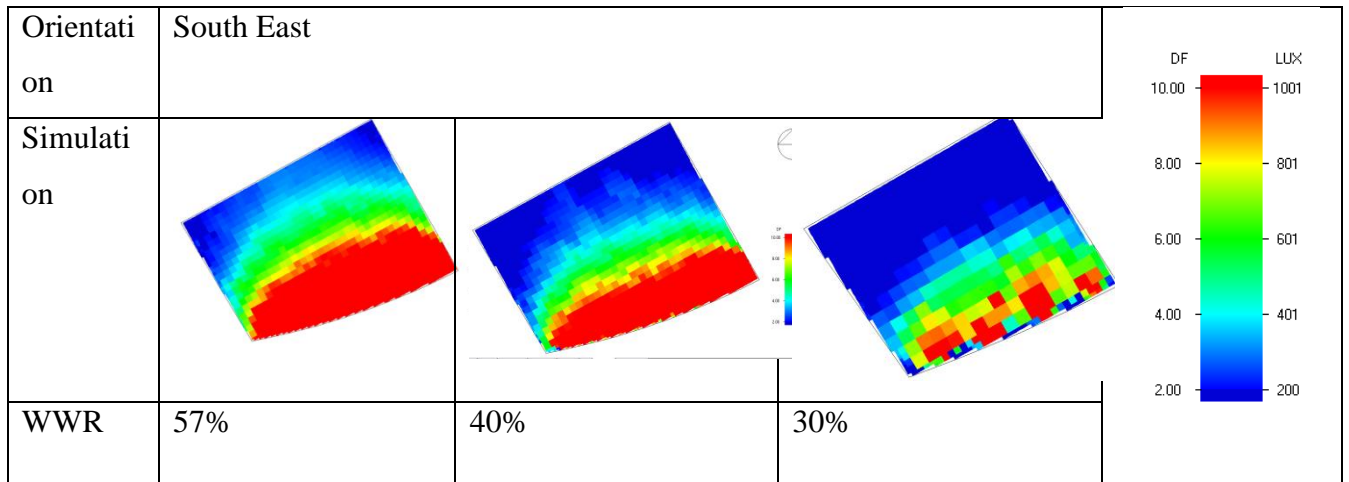 Orientati
on
South East
Simulati
on
WWR
57%
40%
30%
DF LUX
10.00 1001
8.00 801
6.00 601
4.00 401
2.00 200